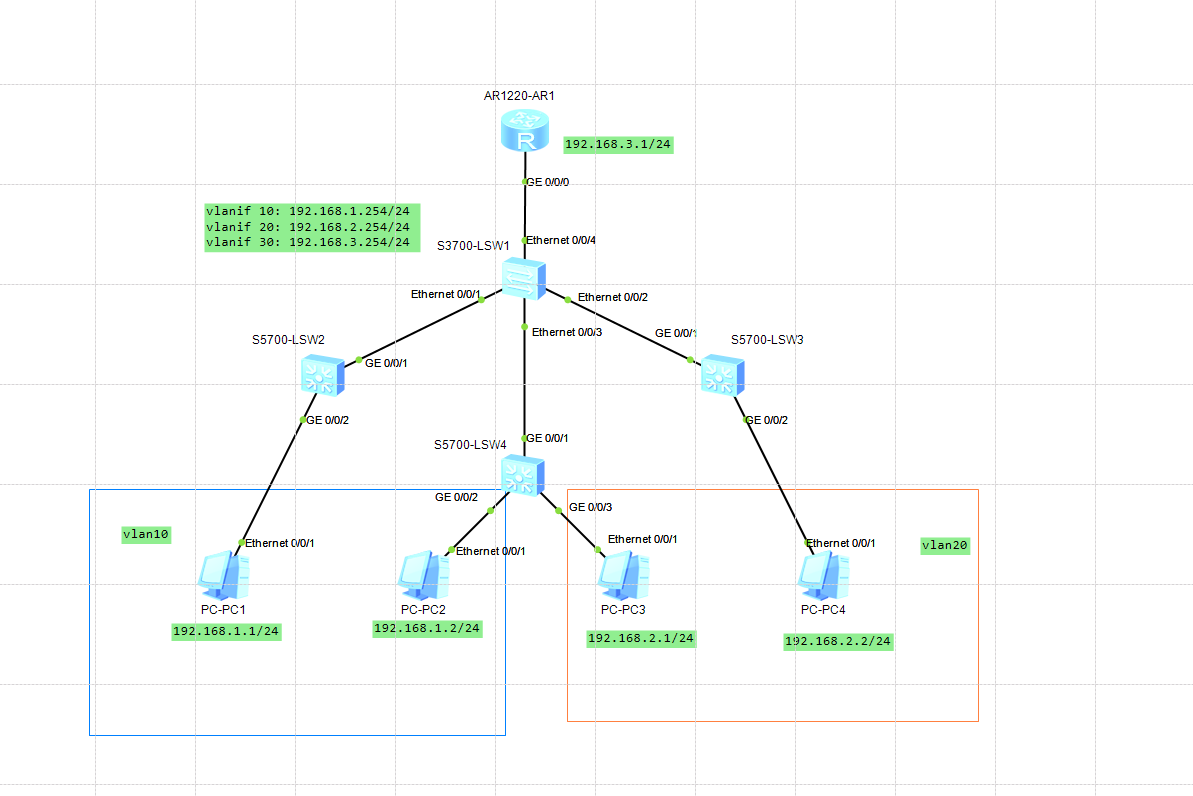 AR1220-AR1
R
192.168.3.1/24
GE 0/0/0
vlanif 10: 192.168.1.254/24
vlanif 20: 192.168.2.254/24
vlanif 30: 192.168.3.254/24
Ethernet 0/0/4
S3700-LSW1
Ethernet 0/0/1
Ethernet 0/0/2
Ethernet 0/0/3
S5700-LSW2
GE 0/0/1
S5700-LSW3
GE 0/0/1
GE 0/0/2
GE 0/0/2
S5700-LSW4
GE 0/0/1
GE 0/0/2
GE 0/0/3
vlan10
Ethernet 0/0/1
Ethernet 0/0/1
Ethernet 0/0/1
Ethernet 0/0/1
vlan20
PC-PC1
PC-PC2
PC-PC3
PC-PC4
192.168.1.1/24
192.168.1.2/24
192.168.2.1/24
192.168.2.2/24